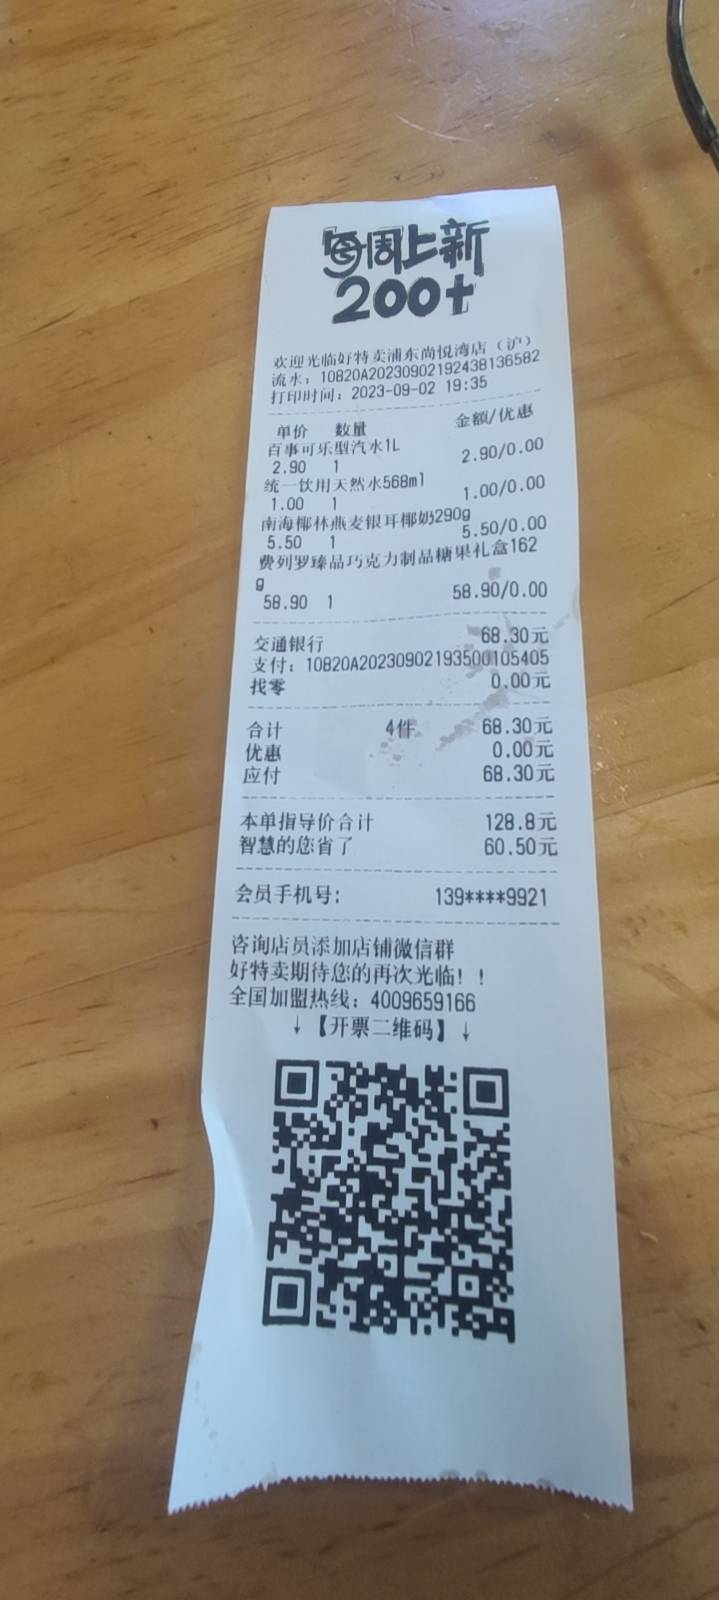 每周上新
200+
欢迎光临好特卖浦东尚悦湾店（沪）
流水：10820A20230902192438136582
打印时间：2023-09-02 19:35
单价 数量 金额/优惠
百事可乐型汽水1L
2.90 1 2.90/0.00
统一饮用天然水568ml
1.00 1 1.00/0.00
南海椰林燕麦银耳椰奶290g
5.50 1 5.50/0.00
费列罗臻品巧克力制品糖果礼盒162
g
58.90 1 58.90/0.00
交通银行 68.30元
支付：10820A20230902193500105405
找零 0.00元
合计 4件 68.30元
优惠 0.00元
应付 68.30元
本单指导价合计 128.8元
智慧的您省了 60.50元
会员手机号: 139****9921
咨询店员添加店铺微信群
好特卖期待您的再次光临！！
全国加盟热线：4009659166
↓【开票二维码】↓